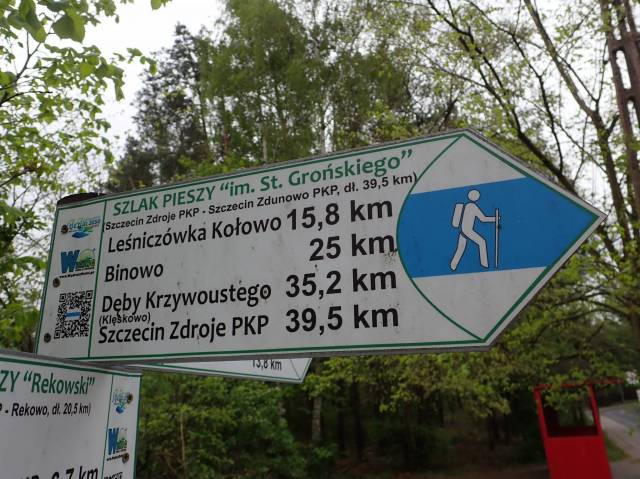 SZLAK PIESZY "im. St. Grońskiego"
Szczecin Zdroje PKP - Szczecin Zdunowo PKP, dł. 39,5 km)
Leśniczówka Kołowo 15,8 km
Binowo 25 km
Dęby Krzywoustego 35,2 km
(Klęskowo)
Szczecin Zdroje PKP 39,5 km
13,8 km
ZY "Rekowski"
P - Rekowo, dł. 20,5 km)